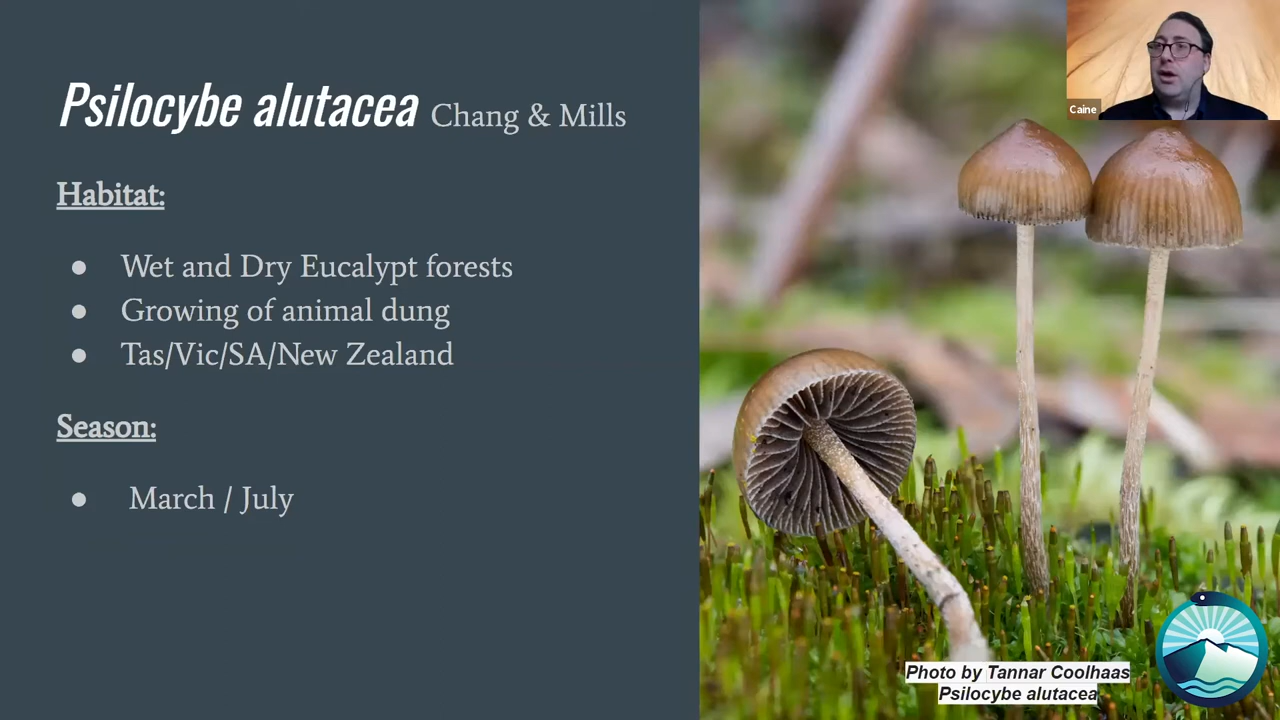 Psilocybe alutacea Chang & Mills
Habitat:
● Wet and Dry Eucalypt forests
● Growing of animal dung
● Tas/Vic/SA/New Zealand
Season:
● March / July
Caine
Photo by Tannar Coolhaas
Psilocybe alutacea